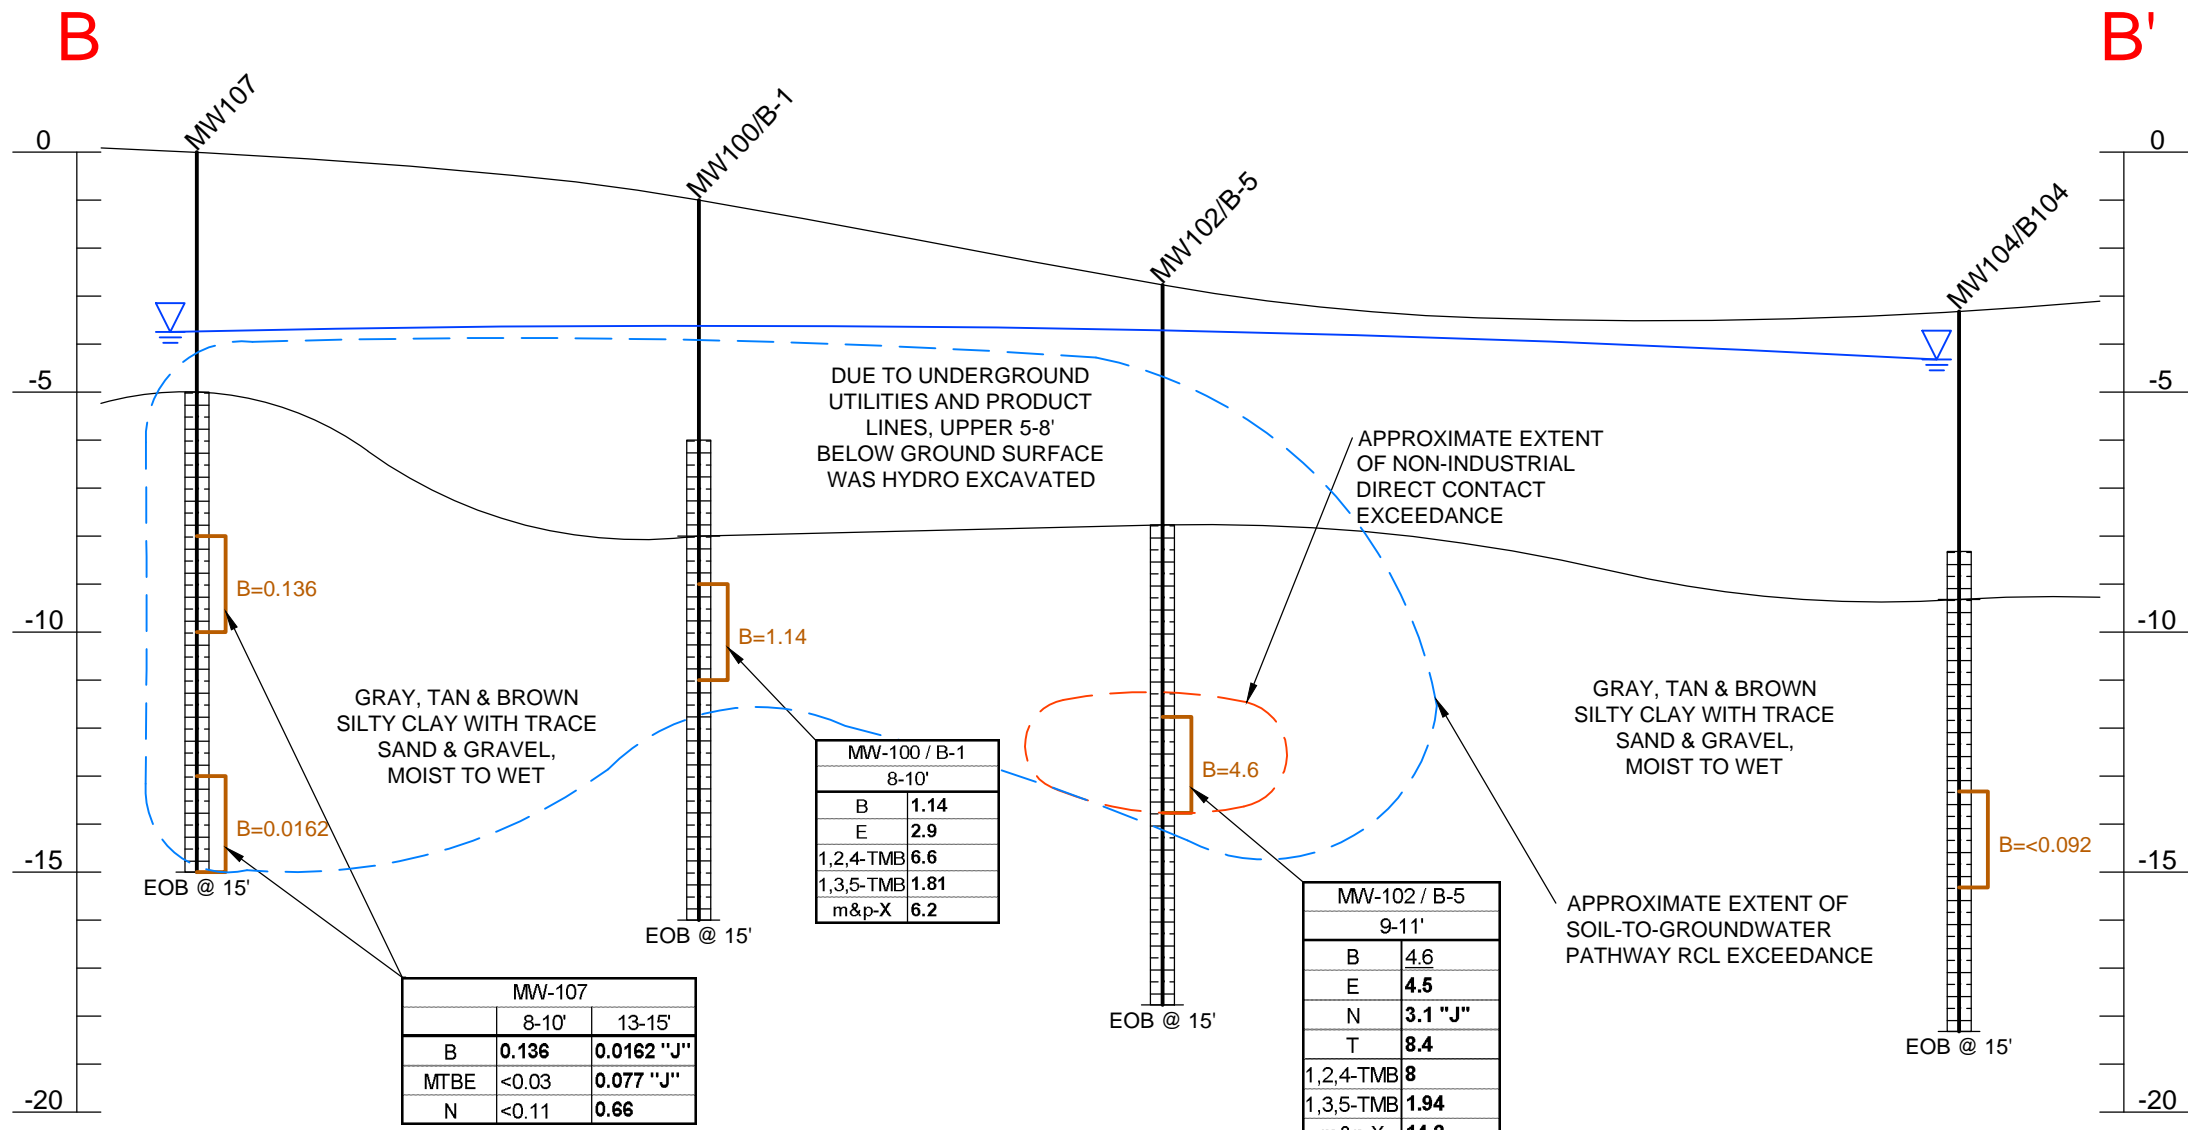 B
B'
MW107
MW100/B-1
MW102/B-5
MW104/B104
0
-5
-10
-15
-20
0
-5
-10
-15
-20
DUE TO UNDERGROUND
UTILITIES AND PRODUCT
LINES, UPPER 5-8'
BELOW GROUND SURFACE
WAS HYDRO EXCAVATED
APPROXIMATE EXTENT
OF NON-INDUSTRIAL
DIRECT CONTACT
EXCEEDANCE
B=0.136
B=1.14
B=4.6
B=0.0162
B=<0.092
GRAY, TAN & BROWN
SILTY CLAY WITH TRACE
SAND & GRAVEL,
MOIST TO WET
GRAY, TAN & BROWN
SILTY CLAY WITH TRACE
SAND & GRAVEL,
MOIST TO WET
APPROXIMATE EXTENT OF
SOIL-TO-GROUNDWATER
PATHWAY RCL EXCEEDANCE
EOB @ 15'
EOB @ 15'
EOB @ 15'
EOB @ 15'
MW-107
8-10' 13-15'
B 0.136 0.0162 "J"
MTBE <0.03 0.077 "J"
N <0.11 0.66
MW-100 / B-1
8-10'
B 1.14
E 2.9
1,2,4-TMB 6.6
1,3,5-TMB 1.81
m&p-X 6.2
MW-102 / B-5
9-11'
B 4.6
E 4.5
N 3.1 "J"
T 8.4
1,2,4-TMB 8
1,3,5-TMB 1.94